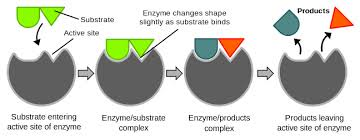 Substrate
Active site
Enzyme changes shape
slightly as substrate binds
Products
Substrate entering
active site of enzyme
Enzyme/substrate
complex
Enzyme/products
complex
Products leaving
active site of enzyme